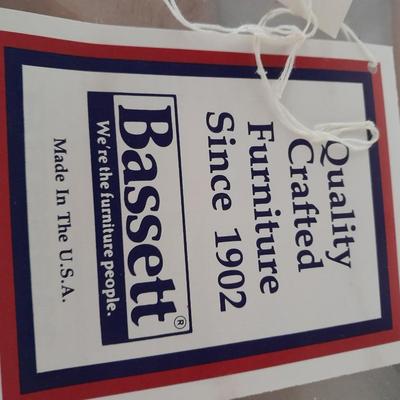 Quality
Crafted
Furniture
Since 1902
Bassett®
We're the furniture people.
Made In The U.S.A.